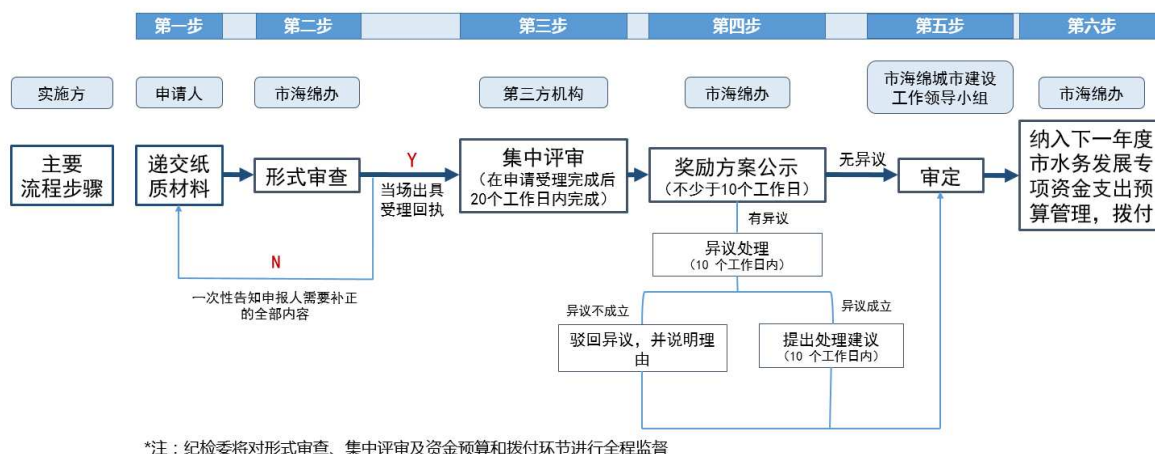 第一步
第二步
第三步
第四步
第五步
第六步
实施方
申请人
市海绵办
第三方机构
市海绵办
市海绵城市建设
工作领导小组
市海绵办
主要
流程步骤
递交纸
质材料
形式审查
Y
当场出具
受理回执
集中评审
（在申请受理完成后
20个工作日内完成）
奖励方案公示
（不少于10个工作日）
无异议
审定
纳入下一年度
市水务发展专
项资金支出预
算管理，拨付
N
一次性告知申报人需要补正
的全部内容
有异议
异议处理
（10 个工作日内）
异议不成立
异议成立
驳回异议，并说明理
由
提出处理建议
（10 个工作日内）
*注：纪检委将对形式审查、集中评审及资金预算和拨付环节进行全程监督